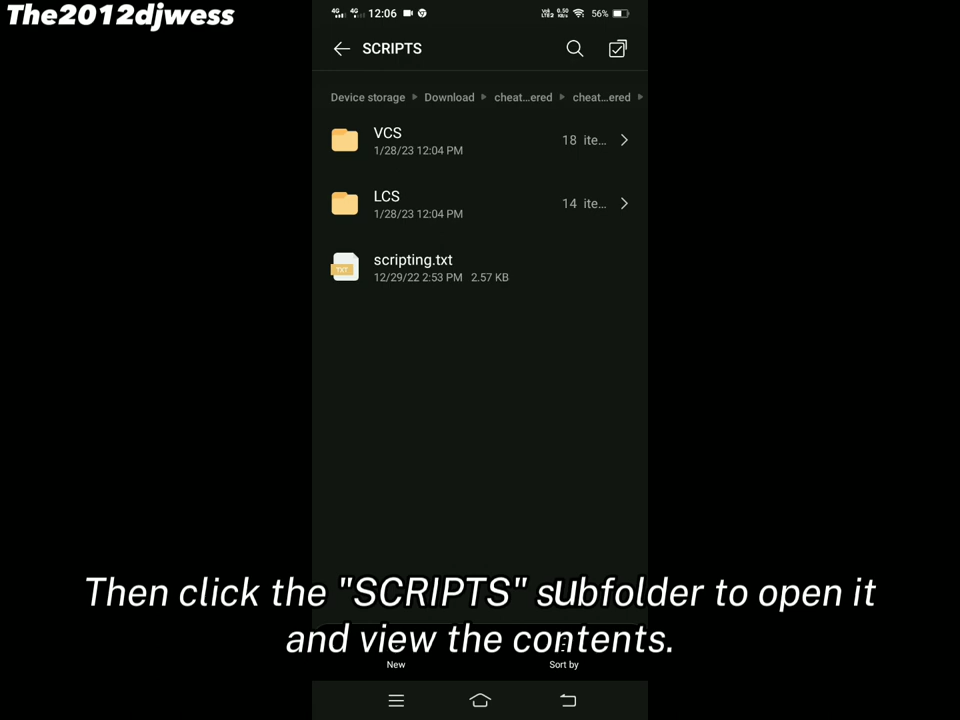 The2012djwess
4G 4G 12:06 56%
SCRIPTS
Device storage Download cheat...ered cheat...ered
VCS
1/28/23 12:04 PM
18 ite...
LCS
1/28/23 12:04 PM
14 ite...
scripting.txt
TXT
12/29/22 2:53 PM 2.57 KB
Then click the "SCRIPTS" subfolder to open it
and view the contents.
New Sort by